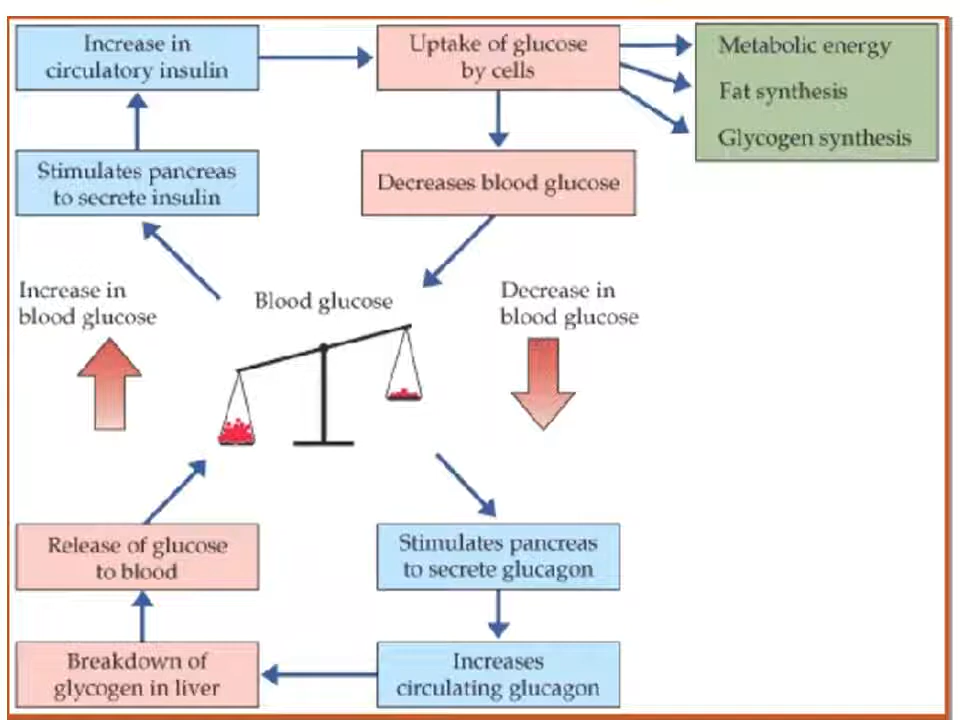 Increase in
circulatory insulin
Uptake of glucose
by cells
Metabolic energy
Fat synthesis
Glycogen synthesis
Stimulates pancreas
to secrete insulin
Decreases blood glucose
Increase in
blood glucose
Blood glucose
Decrease in
blood glucose
Release of glucose
to blood
Stimulates pancreas
to secrete glucagon
Breakdown of
glycogen in liver
Increases
circulating glucagon